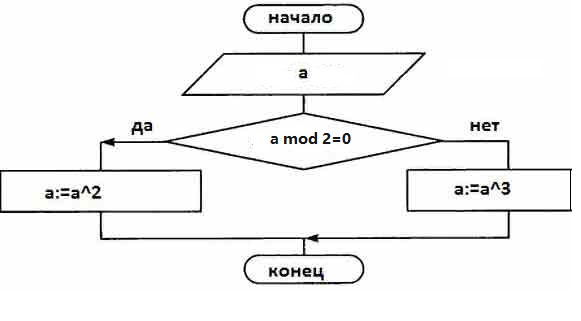 начало
a
да
a mod 2=0
нет
a:=a^2
a:=a^3
конец